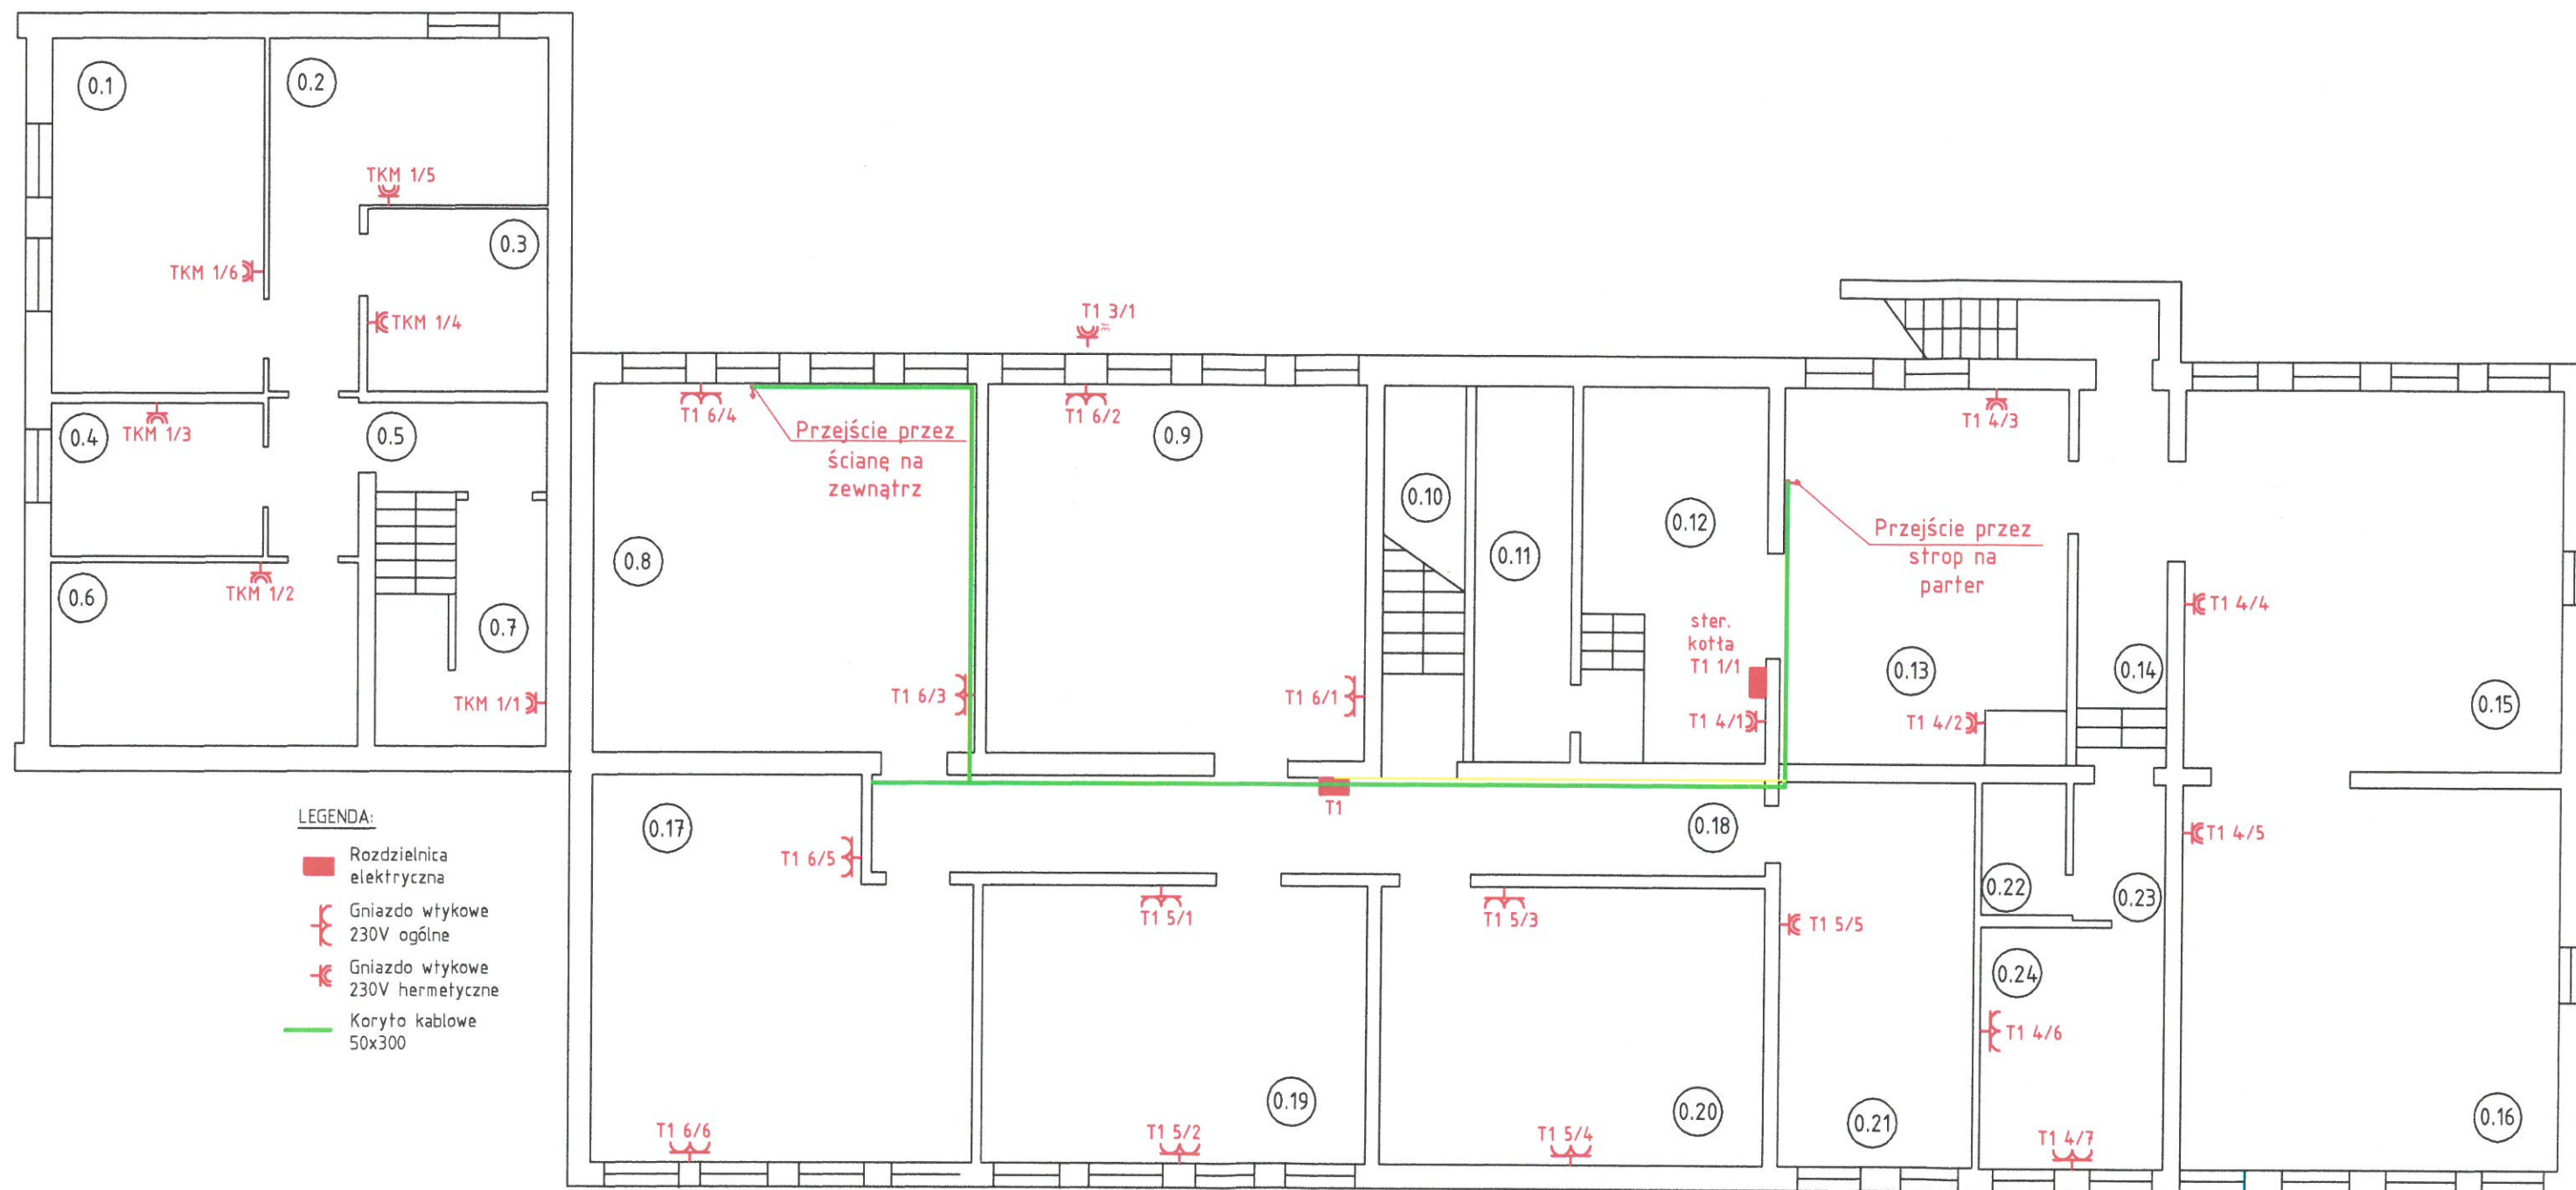 0.1
0.2
TKM 1/5
0.3
TKM 1/6
TKM 1/4
T1 3/1
0.4
TKM 1/3
0.5
T1 6/4
Przejście przez
ścianę na
zewnątrz
T1 6/2
0.9
T1 4/3
0.10
0.12
0.11
Przejście przez
strop na
parter
0.8
0.6
TKM 1/2
0.7
T1 4/4
ster.
kotła
T1 1/1
0.13
0.14
TKM 1/1
T1 6/3
T1 6/1
T1 4/1
T1 4/2
0.15
T1
LEGENDA:
Rozdzielnica
elektryczna
Gniazdo wtykowe
230V ogólne
Gniazdo wtykowe
230V hermetyczne
Koryto kablowe
50x300
0.17
T1 6/5
0.18
T1 4/5
T1 5/1
T1 5/3
T1 5/5
0.22
0.23
0.24
T1 4/6
0.19
0.20
0.21
0.16
T1 6/6
T1 5/2
T1 5/4
T1 4/7